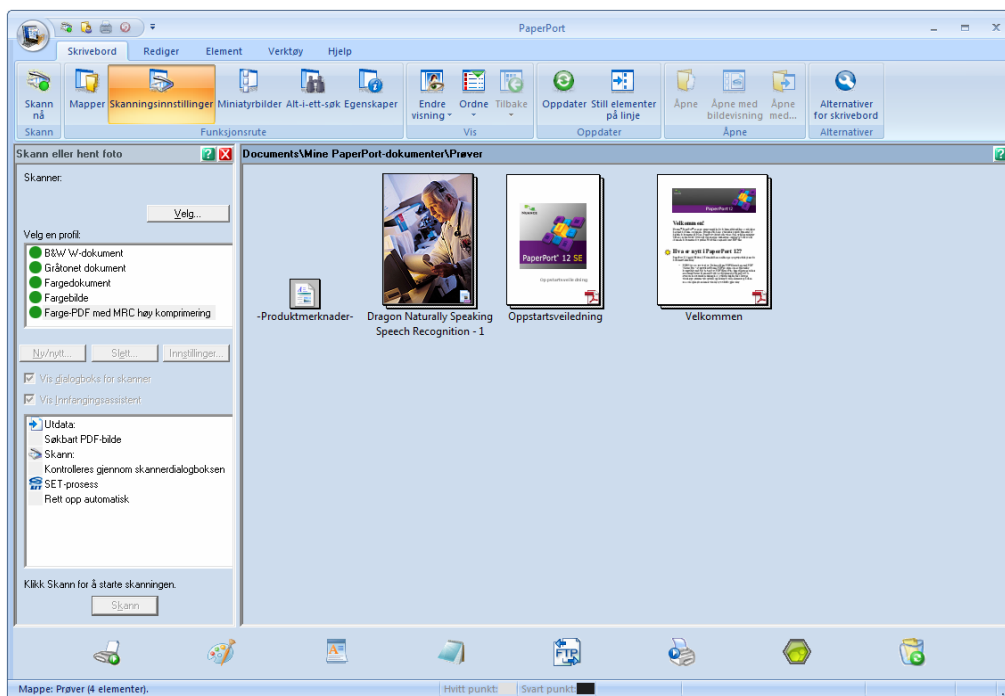 PaperPort
Skrivebord Rediger Element Verktøy Hjelp
Skann nå
Mapper
Skanningsinnstillinger
Miniatyrbilder
Alt-i-ett-søk
Egenskaper
Endre visning
Ordne
Tilbake
Oppdater
Still elementer på linje
Åpne
Åpne med bildevisning
Åpne med...
Alternativer for skrivebord
Skann Funksjonsrute Vis Oppdater Åpne Alternativer
Skann eller hent foto
Documents\Mine PaperPort-dokumenter\Prøver
Skanner:
Velg...
Velg en profil:
B&W W-dokument
Gråtonet dokument
Fargedokument
Fargebilde
Farge-PDF med MRC høy komprimering
Ny/nytt... Slett... Innstillinger...
Vis dialogboks for skanner
Vis Innfangingsassistent
Utdata:
Søkbart PDF-bilde
Skann:
Kontrolleres gjennom skannerdialogboksen
SET-prosess
Rett opp automatisk
Klikk Skann for å starte skanningen.
Skann
-Produktmerknader-
Dragon Naturally Speaking
Speech Recognition - 1
PaperPort® 12 SE
Oppstartsveiledning
Oppstartsveiledning
PaperPort 12
Velkommen!
Hva er nytt i PaperPort 12?
Velkommen
FTP
Mappe: Prøver (4 elementer).
Hvitt punkt: Svart punkt: